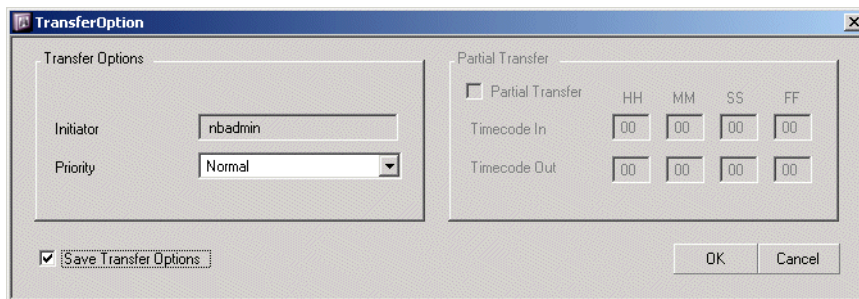 TransferOption
Transfer Options
Initiator nbadmin
Priority Normal
Partial Transfer
Partial Transfer HH MM SS FF
Timecode In 00 00 00 00
Timecode Out 00 00 00 00
Save Transfer Options
OK Cancel